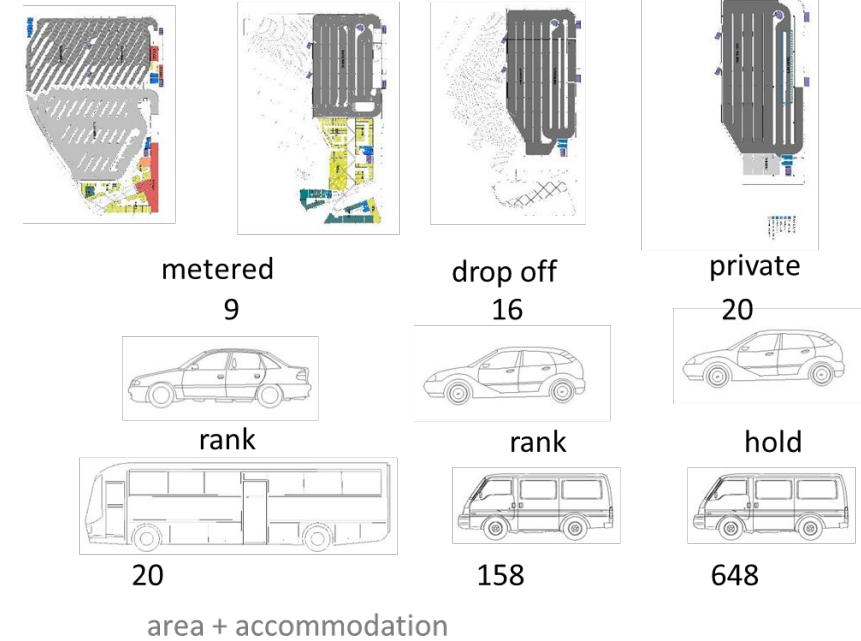 metered
drop off
private
9
16
20
rank
rank
hold
20
158
648
area + accommodation